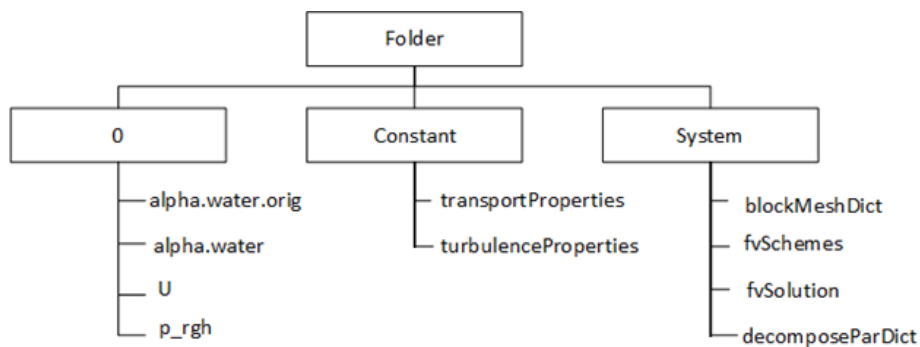 Folder
0
Constant
System
alpha.water.orig
alpha.water
U
p_rgh
transportProperties
turbulenceProperties
blockMeshDict
fvSchemes
fvSolution
decomposeParDict